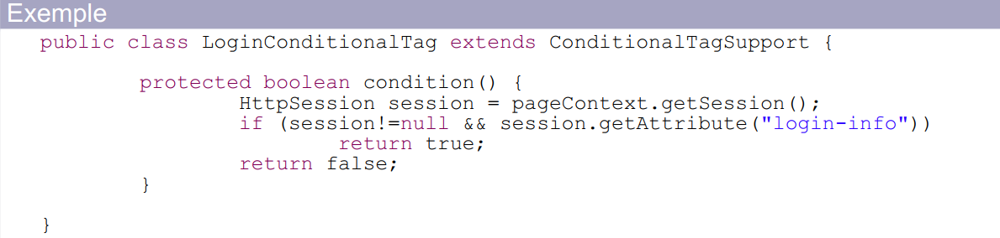 Exemple
public class LoginConditionalTag extends ConditionalTagSupport {
protected boolean condition() {
HttpSession session = pageContext.getSession();
if (session!=null && session.getAttribute("login-info"))
return true;
return false;
}
}